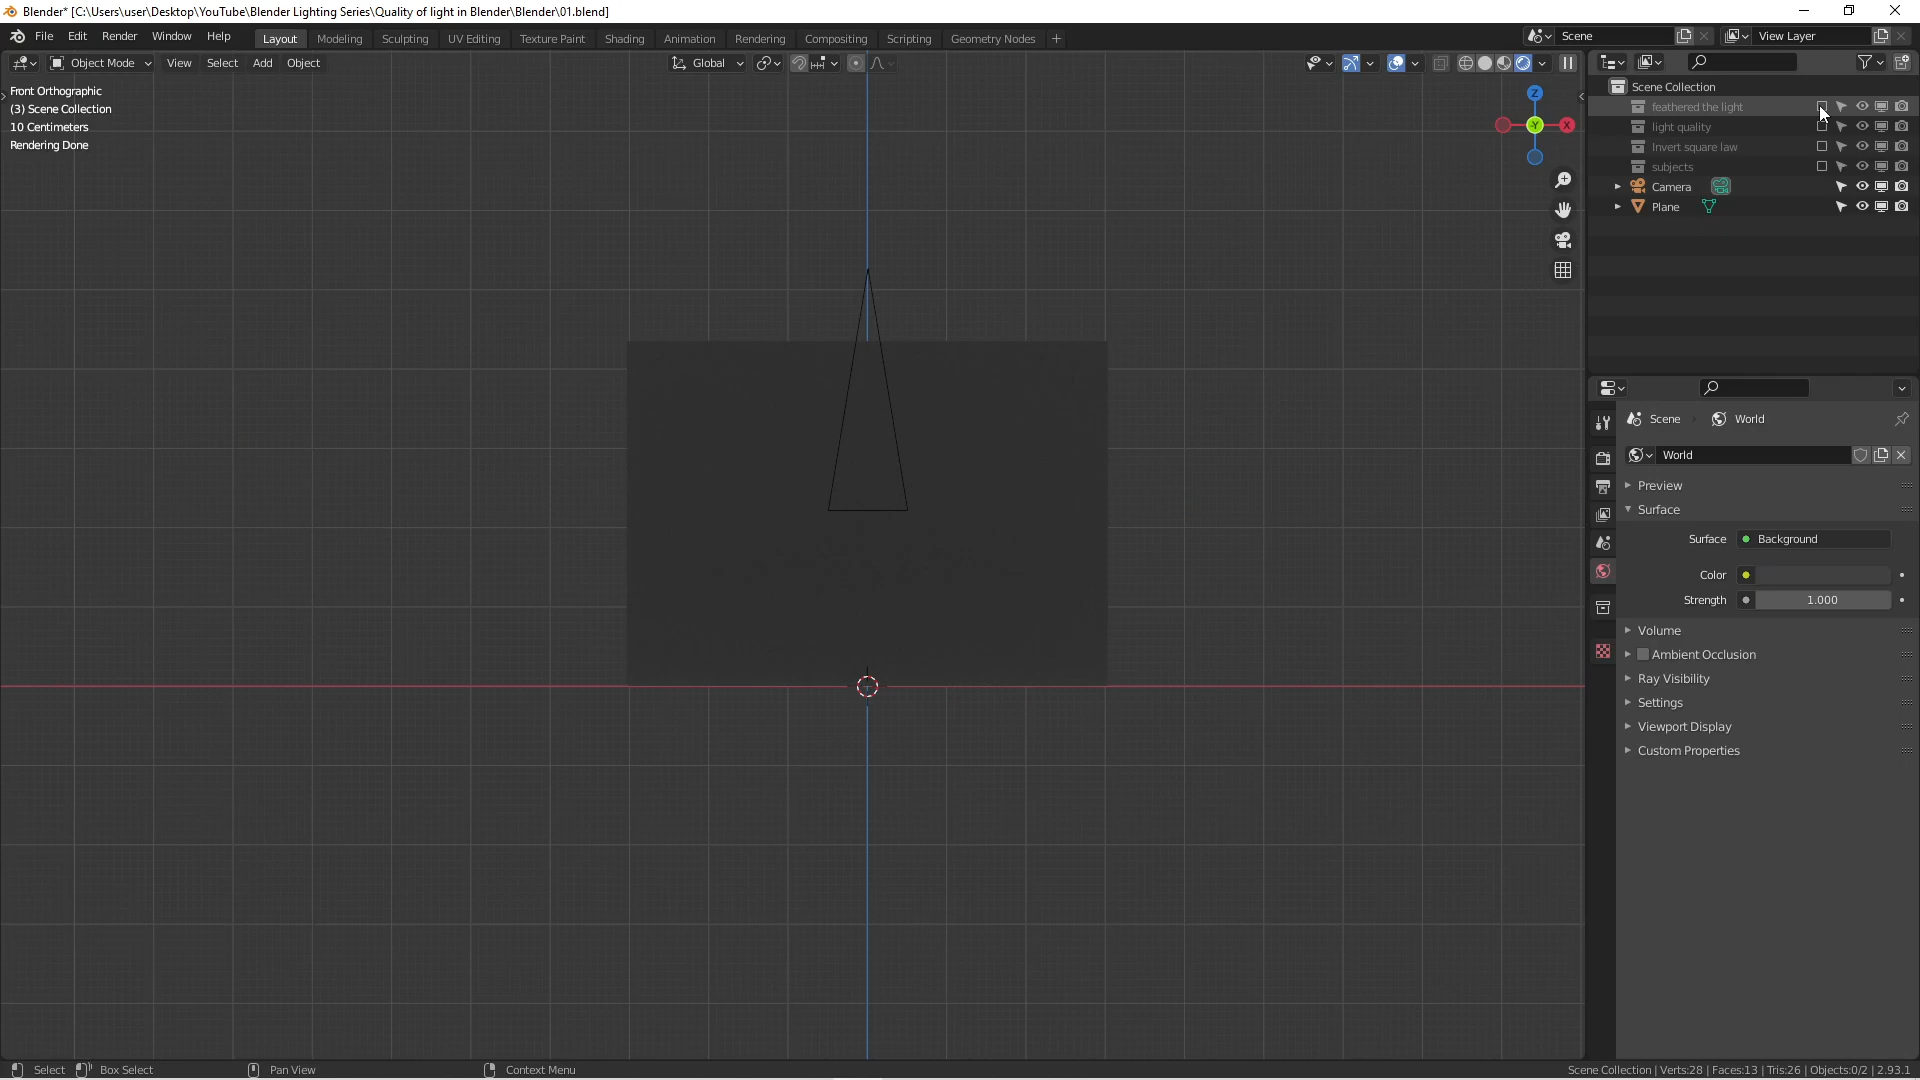 Blender* [C:\Users\user\Desktop\YouTube\Blender Lighting Series\Quality of light in Blender\Blender\01.blend]
File Edit Render Window Help Layout Modeling Sculpting UV Editing Texture Paint Shading Animation Rendering Compositing Scripting Geometry Nodes + Scene View Layer
Object Mode View Select Add Object Global
Front Orthographic
(3) Scene Collection
10 Centimeters
Rendering Done
Z
-Y
X
Scene Collection
feathered the light
light quality
Invert square law
subjects
Camera
Plane
Scene World
World
Preview
Surface
Surface Background
Color
Strength 1.000
Volume
Ambient Occlusion
Ray Visibility
Settings
Viewport Display
Custom Properties
Select Box Select Pan View Context Menu Scene Collection | Verts:28 | Faces:13 | Tris:26 | Objects:0/2 | 2.93.1